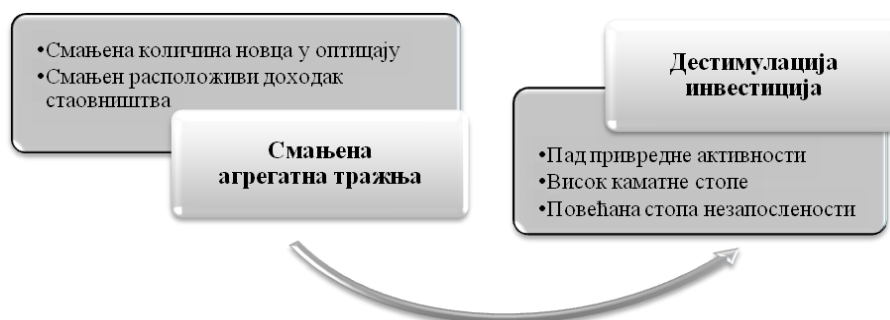 •Смањена количина новца у оптицају
•Смањен расположиви доходак
стаовништва
Смањена
агрегатна тражња
Дестимулација
инвестиција
•Пад привредне активности
•Висок каматне стопе
•Повећана стопа незапослености